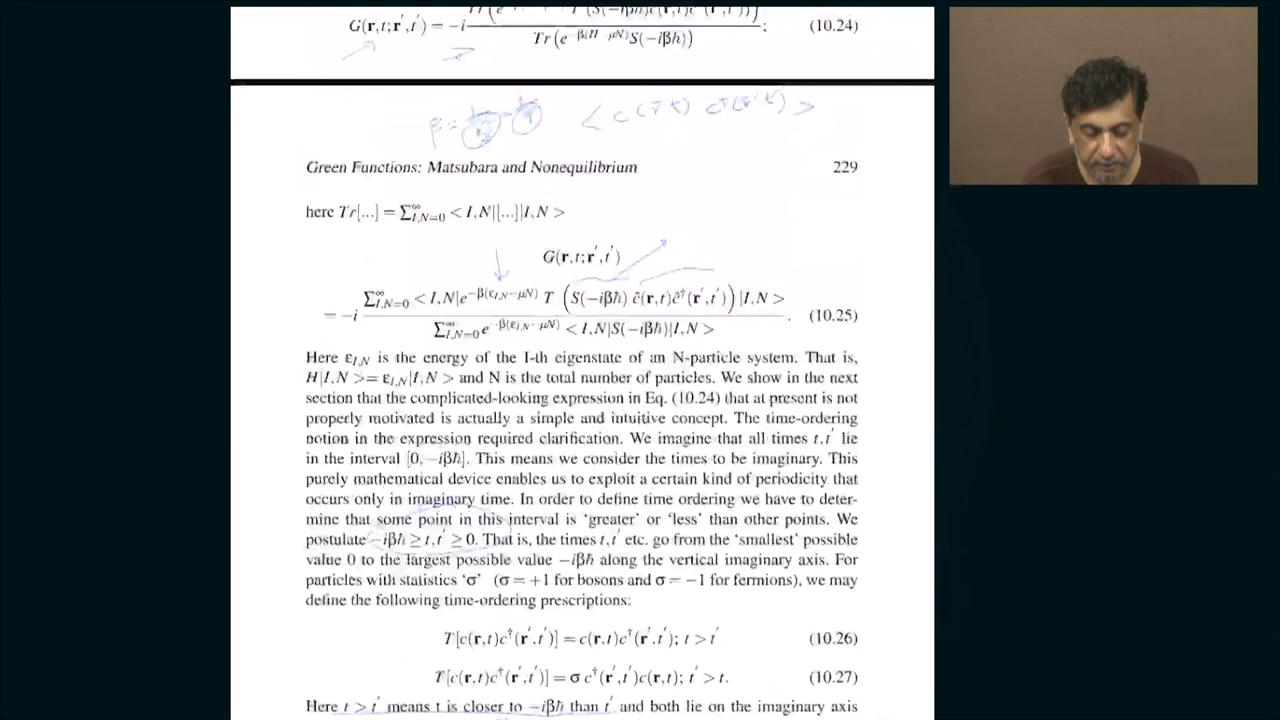 G(r,t;r′,t′) = −i Tr(e T (S(−iβħ)c(r,t)c (r′,t′))) / Tr(e^−β(H−μN) S(−iβħ)) ; (10.24)
β = < c(r t) c†(r′ t′) >
Green Functions: Matsubara and Nonequilibrium 229
here Tr[...] = Σ^∞_{I,N=0} < I,N|[...]|I,N >
G(r,t;r′,t′)
= −i Σ^∞_{I,N=0} < I,N|e^−β(ε_{I,N}−μN) T (S(−iβħ) ĉ(r,t)ĉ†(r′,t′)) |I,N > / Σ^∞_{I,N=0} e^−β(ε_{I,N}−μN) < I,N|S(−iβħ)|I,N > . (10.25)
Here ε_{I,N} is the energy of the I-th eigenstate of an N-particle system. That is,
H|I,N >= ε_{I,N}|I,N > and N is the total number of particles. We show in the next
section that the complicated-looking expression in Eq. (10.24) that at present is not
properly motivated is actually a simple and intuitive concept. The time-ordering
notion in the expression required clarification. We imagine that all times t,t′ lie
in the interval [0,−iβħ]. This means we consider the times to be imaginary. This
purely mathematical device enables us to exploit a certain kind of periodicity that
occurs only in imaginary time. In order to define time ordering we have to deter-
mine that some point in this interval is ‘greater’ or ‘less’ than other points. We
postulate −iβħ ≥ t,t′ ≥ 0. That is, the times t,t′ etc. go from the ‘smallest’ possible
value 0 to the largest possible value −iβħ along the vertical imaginary axis. For
particles with statistics ‘σ’ (σ = +1 for bosons and σ = −1 for fermions), we may
define the following time-ordering prescriptions:
T[c(r,t)c†(r′,t′)] = c(r,t)c†(r′,t′); t > t′ (10.26)
T[c(r,t)c†(r′,t′)] = σ c†(r′,t′)c(r,t); t′ > t. (10.27)
Here t > t′ means t is closer to −iβħ than t′ and both lie on the imaginary axis